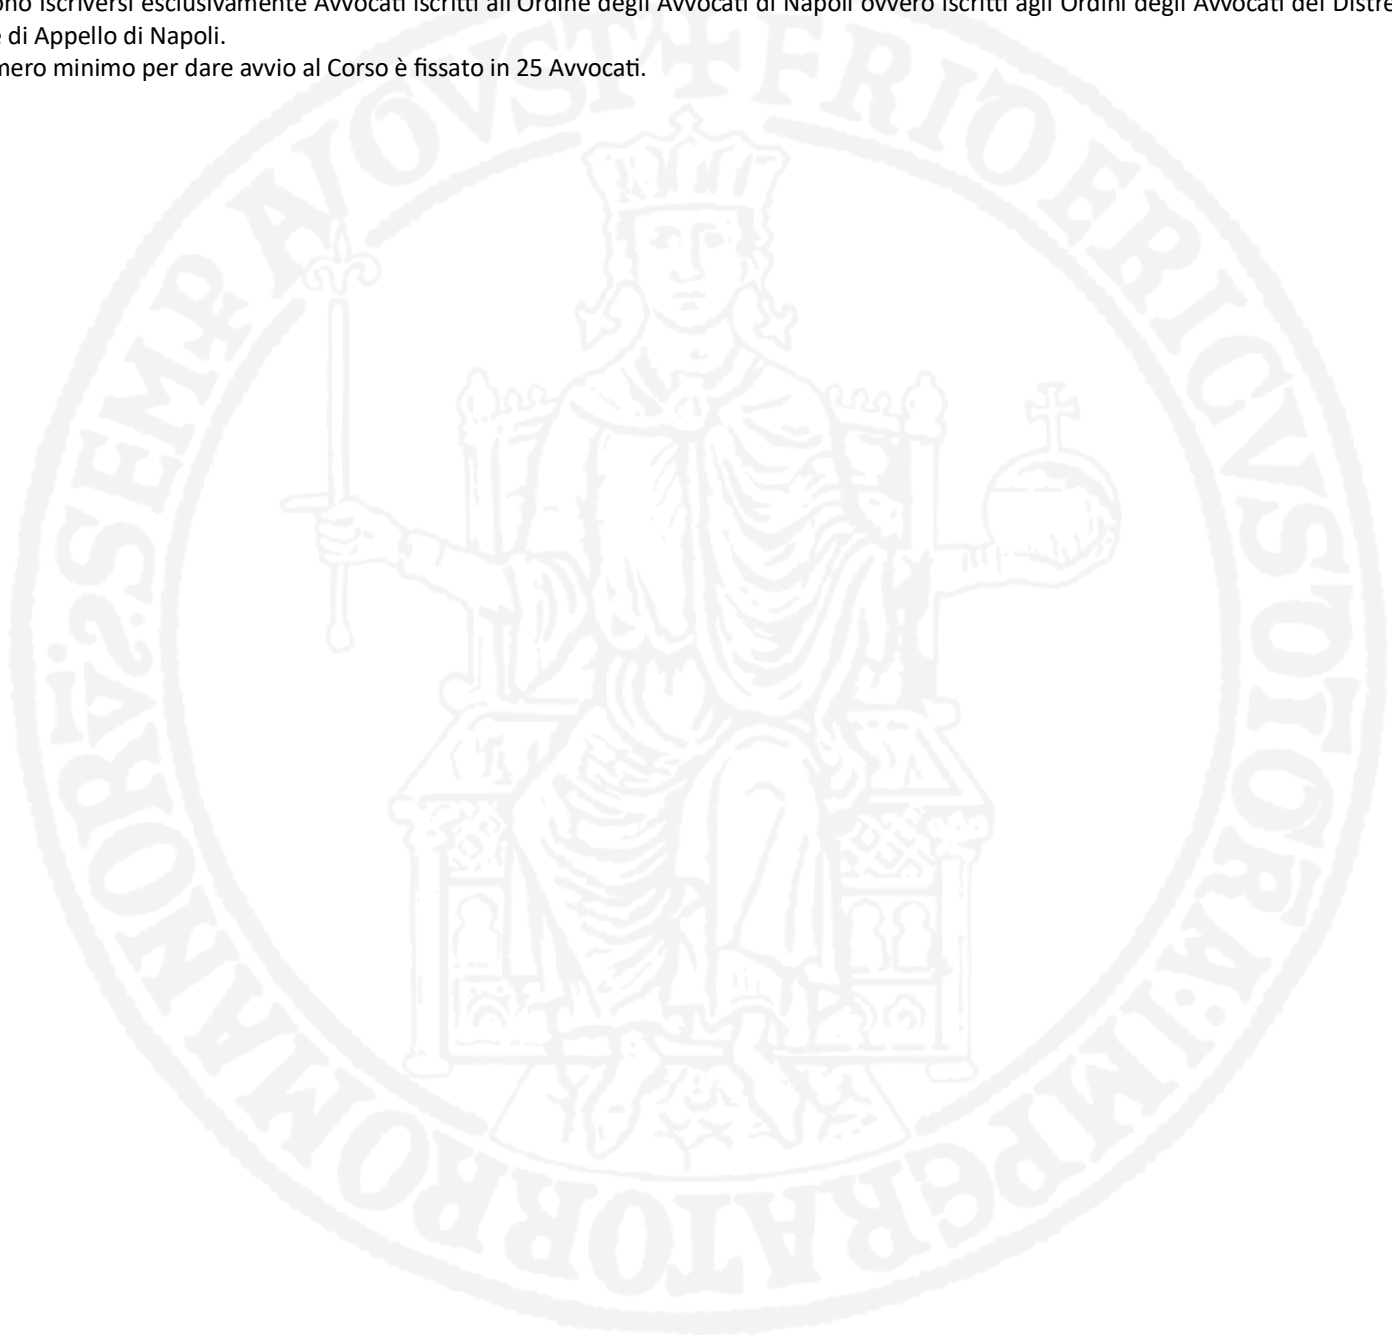 ono iscriversi esclusivamente Avvocati iscritti all'Ordine degli Avvocati di Napoli ovvero iscritti agli Ordini degli Avvocati del Distre
e di Appello di Napoli.
mero minimo per dare avvio al Corso è fissato in 25 Avvocati.